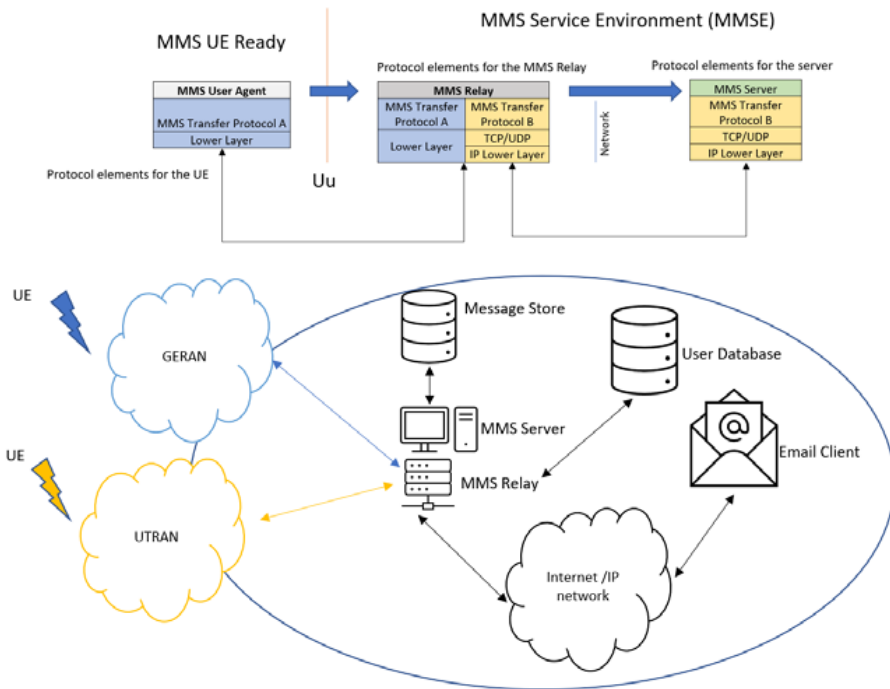 MMS Service Environment (MMSE)
MMS UE Ready
Protocol elements for the MMS Relay
Protocol elements for the server
MMS User Agent
MMS Transfer Protocol A
Lower Layer
MMS Relay
MMS Transfer
Protocol A
Lower Layer
MMS Transfer
Protocol B
TCP/UDP
IP Lower Layer
Network
MMS Server
MMS Transfer
Protocol B
TCP/UDP
IP Lower Layer
Protocol elements for the UE
Uu
UE
GERAN
Message Store
User Database
MMS Server
@
Email Client
UE
MMS Relay
UTRAN
Internet /IP
network